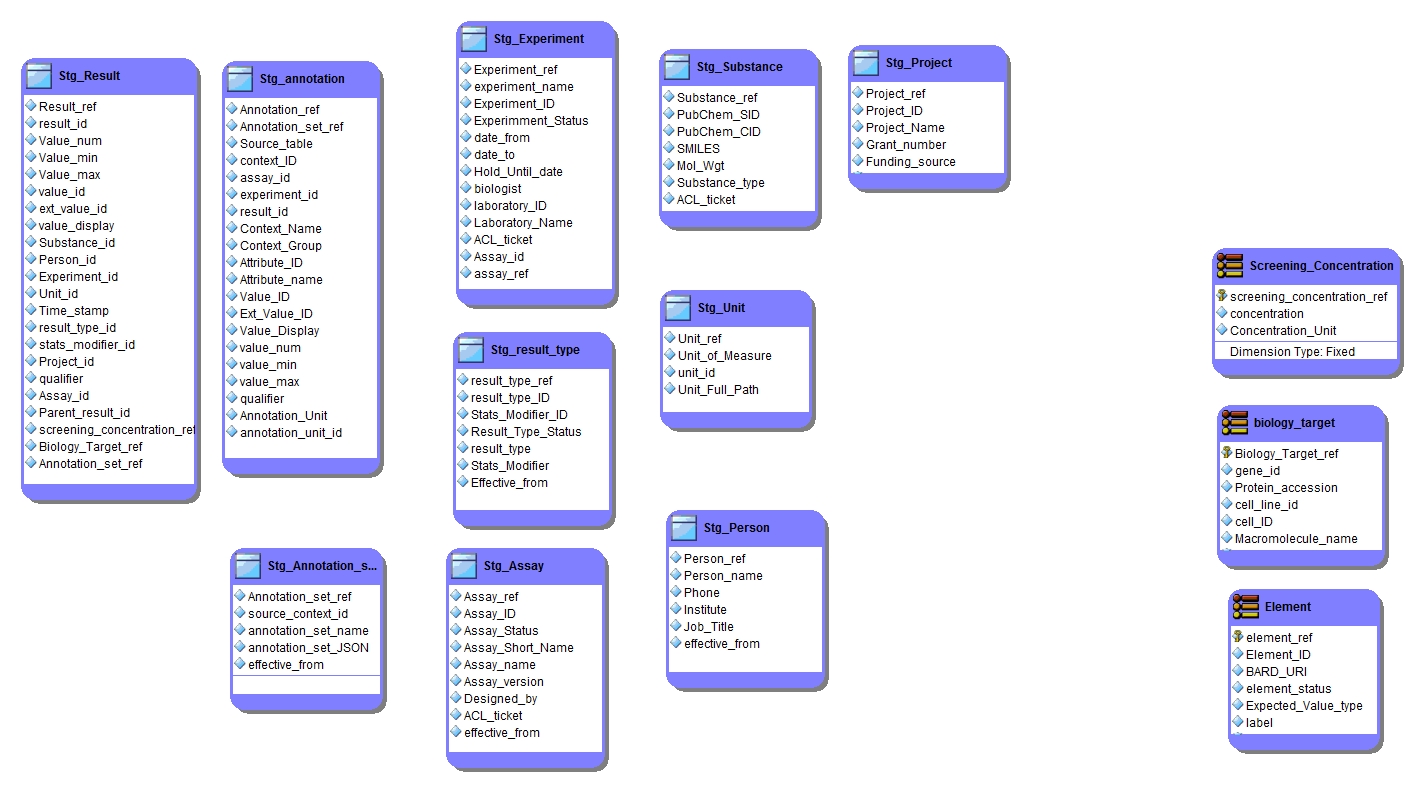 Stg_Result
Result_ref
result_id
Value_num
Value_min
Value_max
value_id
ext_value_id
value_display
Substance_id
Person_id
Experiment_id
Unit_id
Time_stamp
result_type_id
stats_modifier_id
Project_id
qualifier
Assay_id
Parent_result_id
screening_concentration_ref
Biology_Target_ref
Annotation_set_ref
Stg_annotation
Annotation_ref
Annotation_set_ref
Source_table
context_ID
assay_id
experiment_id
result_id
Context_Name
Context_Group
Attribute_ID
Attribute_name
Value_ID
Ext_Value_ID
Value_Display
value_num
value_min
value_max
qualifier
Annotation_Unit
annotation_unit_id
Stg_Annotation_s...
Annotation_set_ref
source_context_id
annotation_set_name
annotation_set_JSON
effective_from
Stg_Experiment
Experiment_ref
experiment_name
Experiment_ID
Experimment_Status
date_from
date_to
Hold_Until_date
biologist
laboratory_ID
Laboratory_Name
ACL_ticket
Assay_id
assay_ref
Stg_result_type
result_type_ref
result_type_ID
Stats_Modifier_ID
Result_Type_Status
result_type
Stats_Modifier
Effective_from
Stg_Assay
Assay_ref
Assay_ID
Assay_Status
Assay_Short_Name
Assay_name
Assay_version
Designed_by
ACL_ticket
effective_from
Stg_Substance
Substance_ref
PubChem_SID
PubChem_CID
SMILES
Mol_Wgt
Substance_type
ACL_ticket
Stg_Unit
Unit_ref
Unit_of_Measure
unit_id
Unit_Full_Path
Stg_Person
Person_ref
Person_name
Phone
Institute
Job_Title
effective_from
Stg_Project
Project_ref
Project_ID
Project_Name
Grant_number
Funding_source
Screening_Concentration
screening_concentration_ref
concentration
Concentration_Unit
Dimension Type: Fixed
biology_target
Biology_Target_ref
gene_id
Protein_accession
cell_line_id
cell_ID
Macromolecule_name
Element
element_ref
Element_ID
BARD_URI
element_status
Expected_Value_type
label